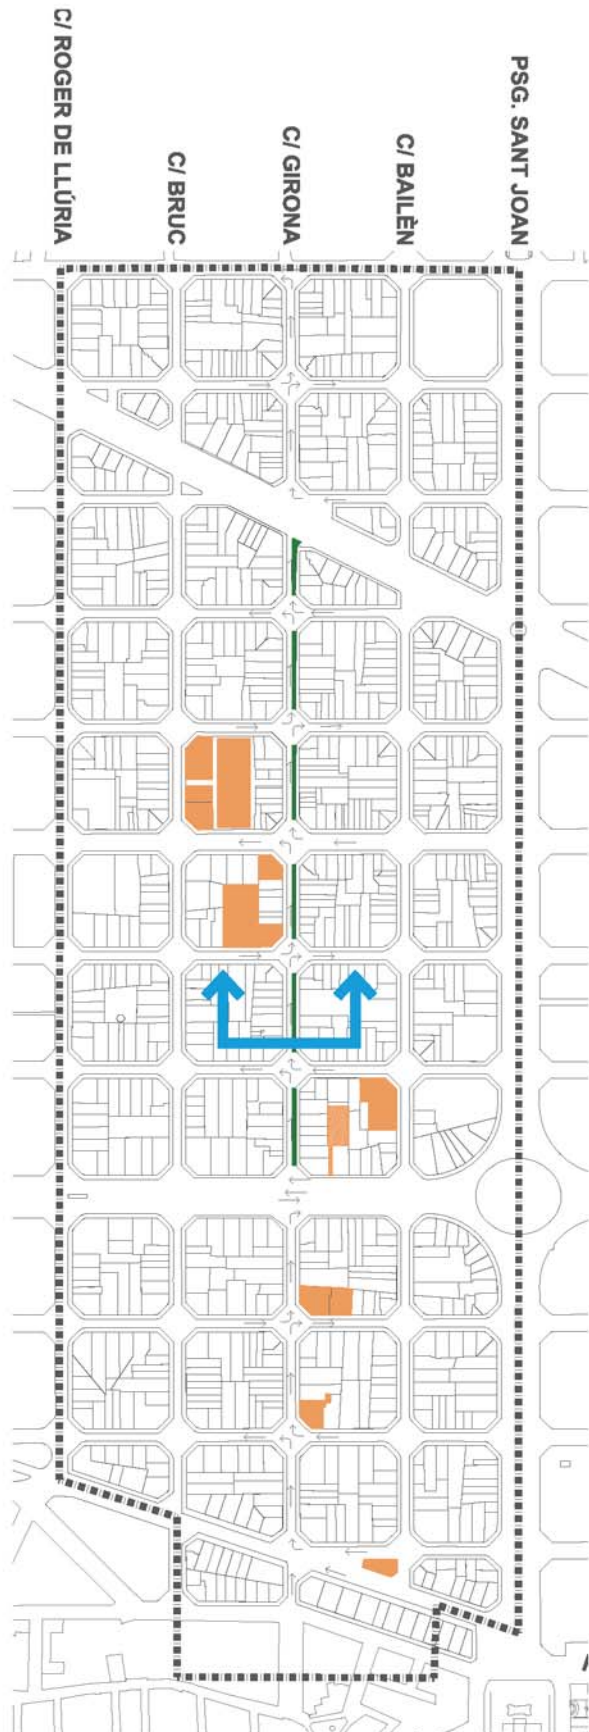 C/ ROGER DE LLÚRIA
C/ BRUC
C/ GIRONA
C/ BAILÈN
PSG. SANT JOAN